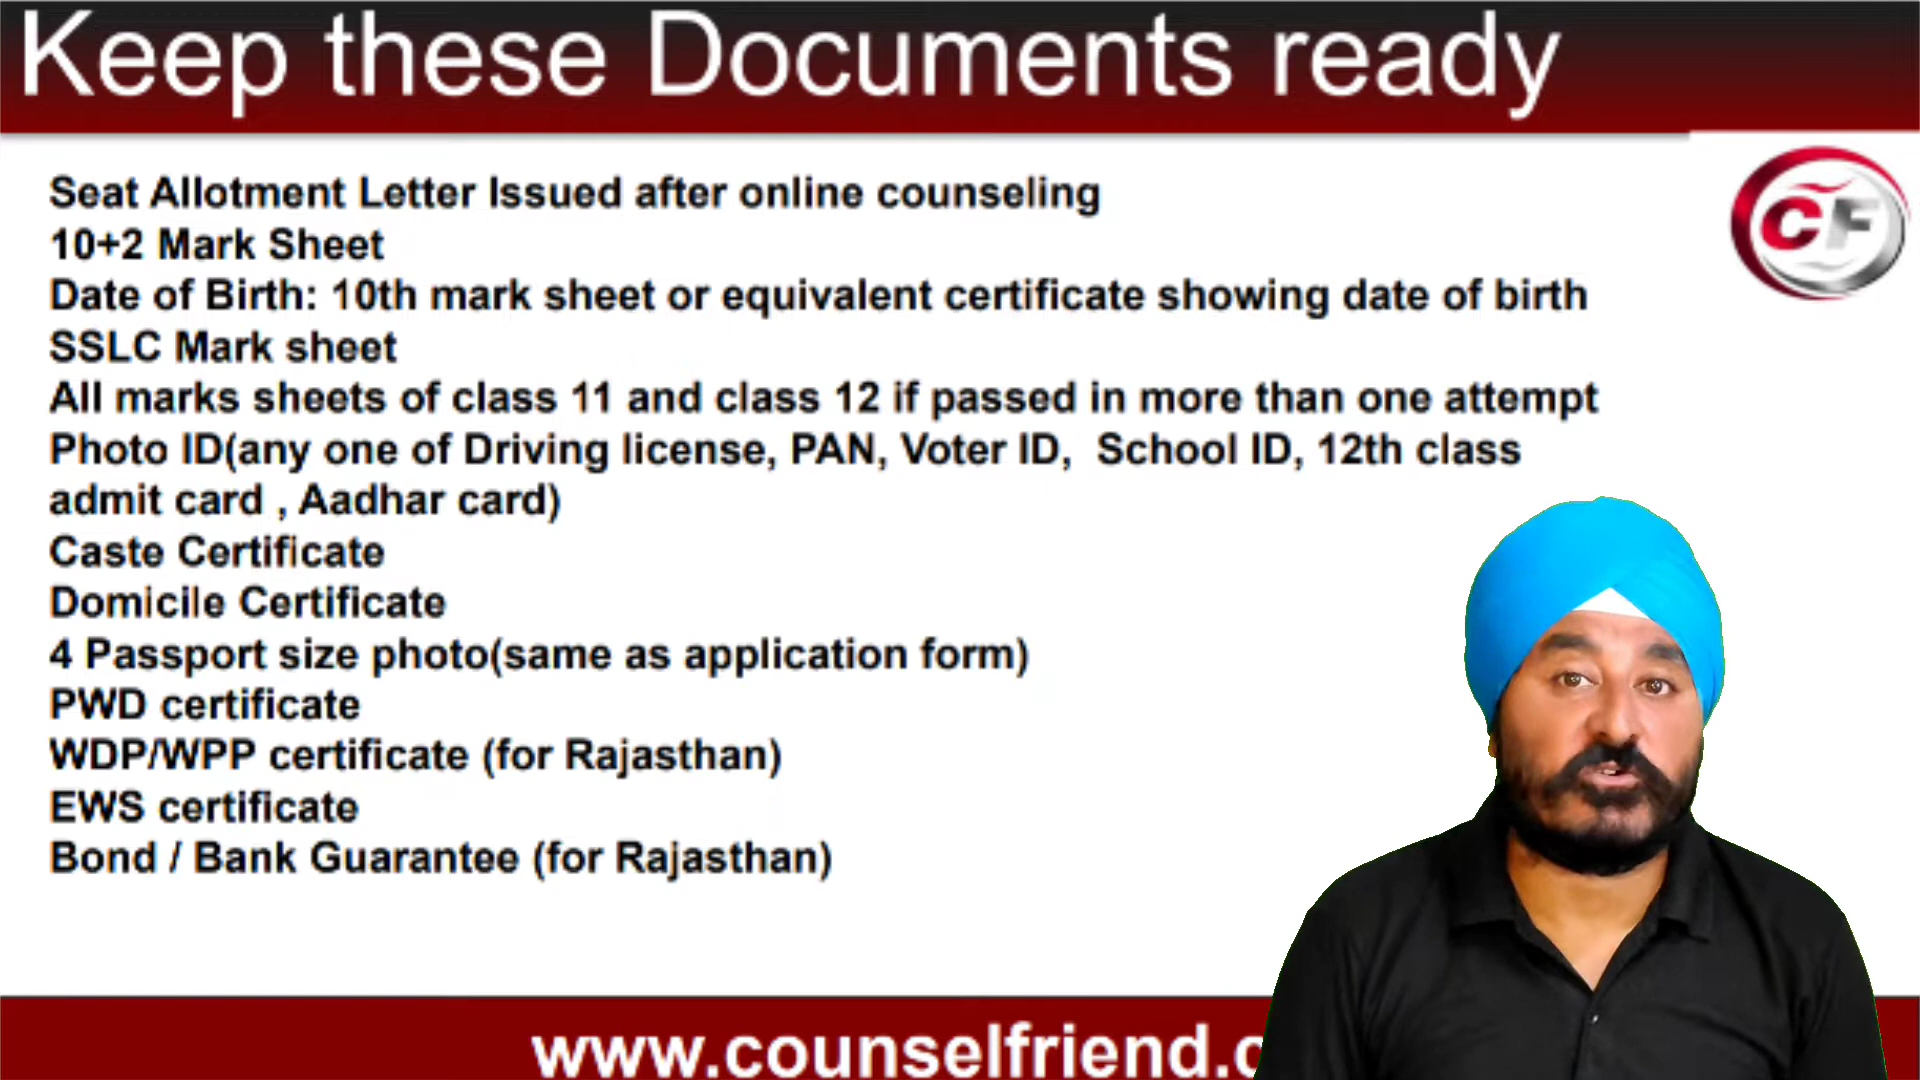 Keep these Documents ready
CF
Seat Allotment Letter Issued after online counseling
10+2 Mark Sheet
Date of Birth: 10th mark sheet or equivalent certificate showing date of birth
SSLC Mark sheet
All marks sheets of class 11 and class 12 if passed in more than one attempt
Photo ID(any one of Driving license, PAN, Voter ID,  School ID, 12th class
admit card , Aadhar card)
Caste Certificate
Domicile Certificate
4 Passport size photo(same as application form)
PWD certificate
WDP/WPP certificate (for Rajasthan)
EWS certificate
Bond / Bank Guarantee (for Rajasthan)
www.counselfriend.c